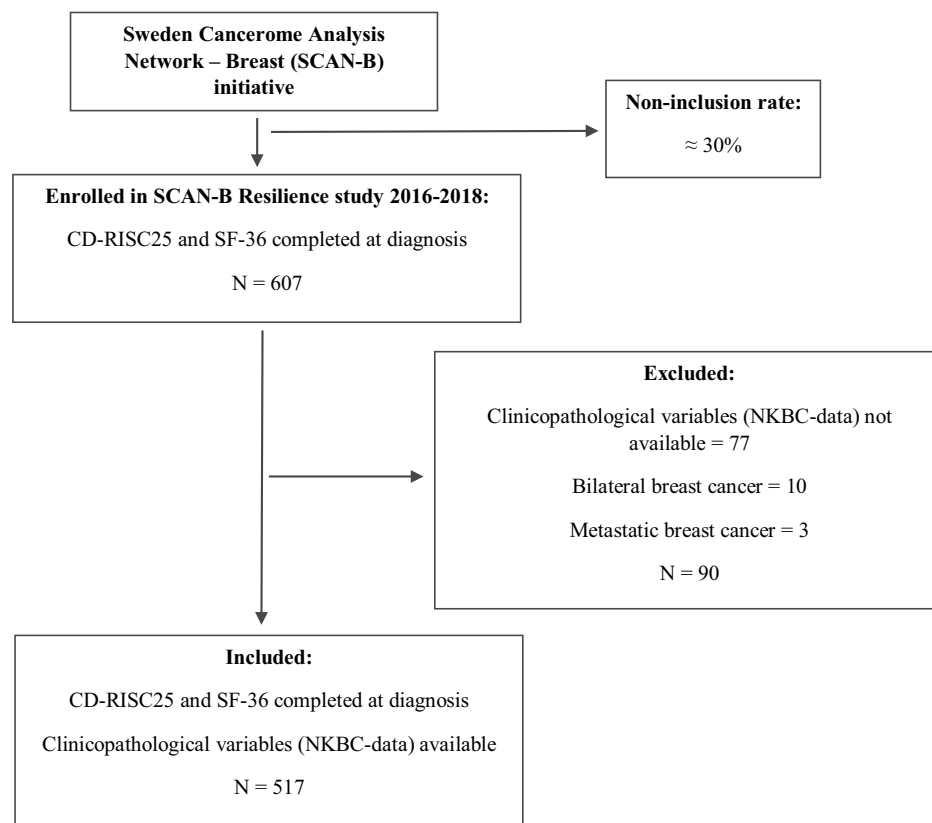 Sweden Cancerome Analysis
Network – Breast (SCAN-B)
initiative
Non-inclusion rate:
≈ 30%
Enrolled in SCAN-B Resilience study 2016-2018:
CD-RISC25 and SF-36 completed at diagnosis
N = 607
Excluded:
Clinicopathological variables (NKBC-data) not
available = 77
Bilateral breast cancer = 10
Metastatic breast cancer = 3
N = 90
Included:
CD-RISC25 and SF-36 completed at diagnosis
Clinicopathological variables (NKBC-data) available
N = 517